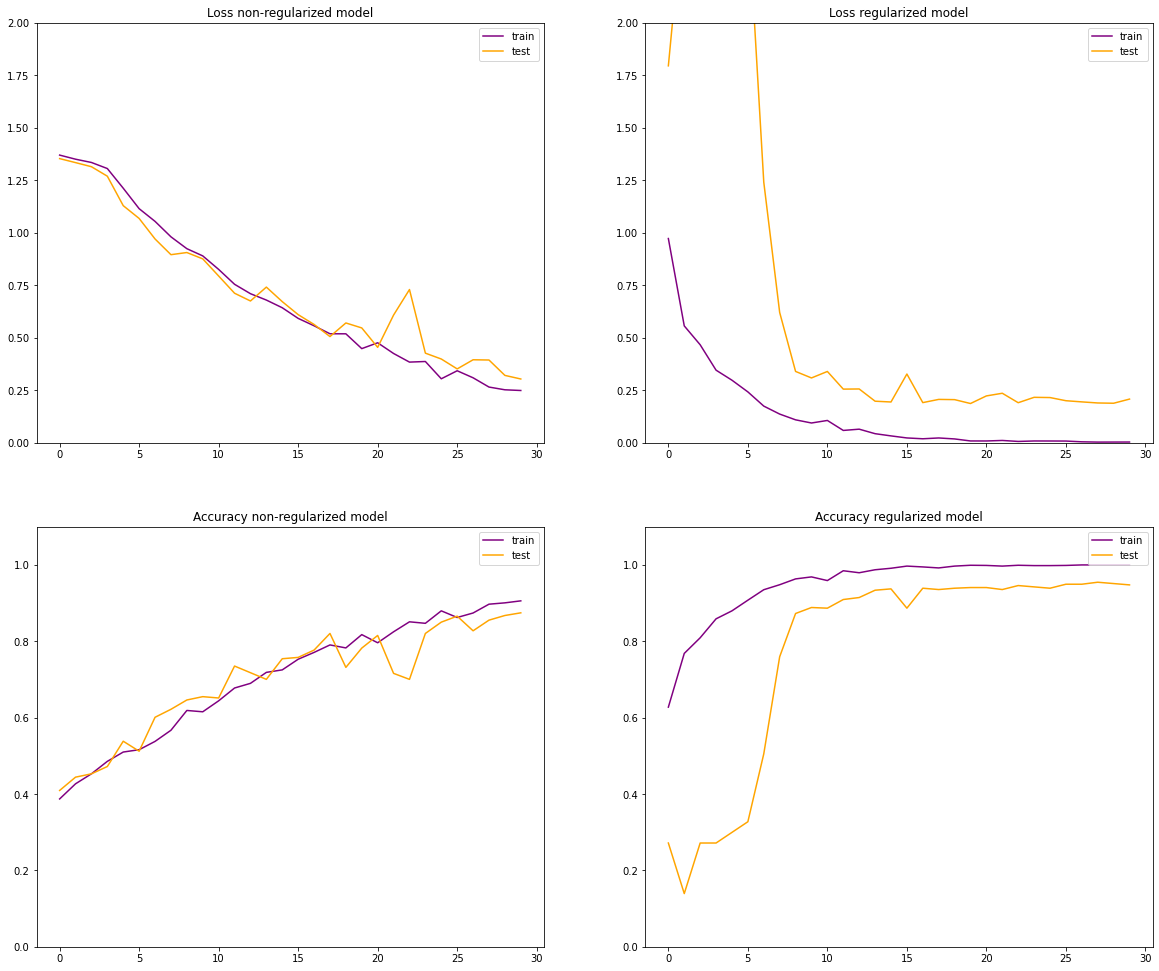 Loss non-regularized model
train
test
2.00
1.75
1.50
1.25
1.00
0.75
0.50
0.25
0.00
0 5 10 15 20 25 30
Loss regularized model
train
test
2.00
1.75
1.50
1.25
1.00
0.75
0.50
0.25
0.00
0 5 10 15 20 25 30
Accuracy non-regularized model
train
test
1.0
0.8
0.6
0.4
0.2
0.0
0 5 10 15 20 25 30
Accuracy regularized model
train
test
1.0
0.8
0.6
0.4
0.2
0.0
0 5 10 15 20 25 30